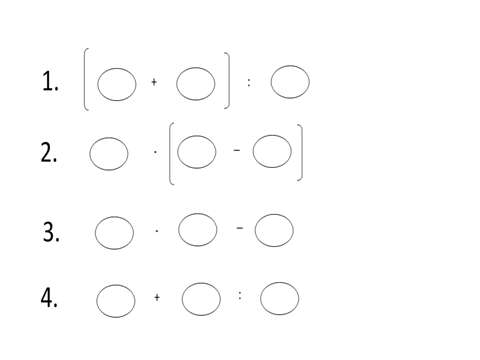 1. [ ◯ + ◯ ] : ◯
2. ◯ · [ ◯ − ◯ ]
3. ◯ · ◯ − ◯
4. ◯ + ◯ : ◯